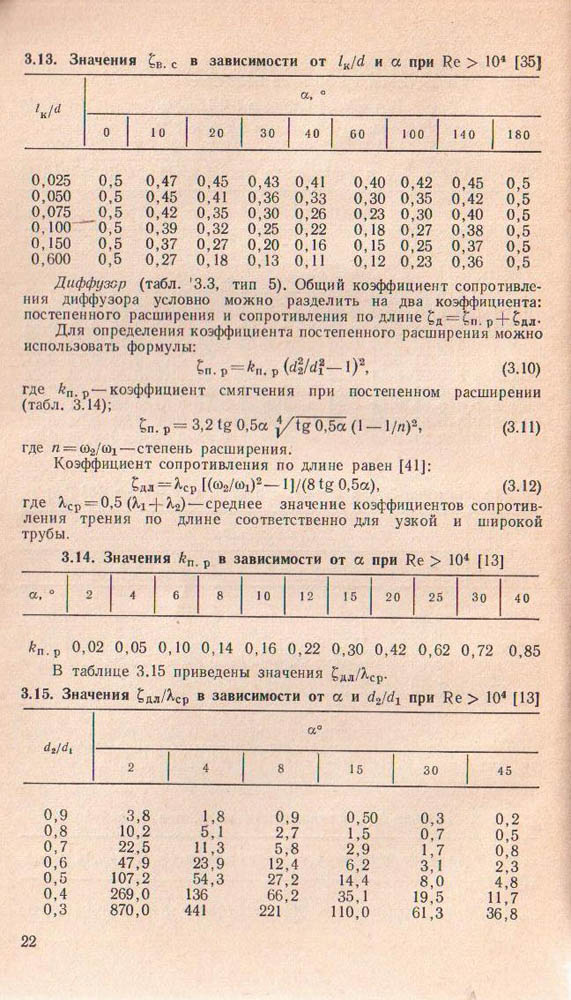 3.13. Значения ζв. с в зависимости от lк/d и α при Re > 10⁴ [35]
lк/d
α, °
0 10 20 30 40 60 100 140 180
0,025 0,5 0,47 0,45 0,43 0,41 0,40 0,42 0,45 0,5
0,050 0,5 0,45 0,41 0,36 0,33 0,30 0,35 0,42 0,5
0,075 0,5 0,42 0,35 0,30 0,26 0,23 0,30 0,40 0,5
0,100 0,5 0,39 0,32 0,25 0,22 0,18 0,27 0,38 0,5
0,150 0,5 0,37 0,27 0,20 0,16 0,15 0,25 0,37 0,5
0,600 0,5 0,27 0,18 0,13 0,11 0,12 0,23 0,36 0,5
Диффузор (табл. 3.3, тип 5). Общий коэффициент сопротивле-
ния диффузора условно можно разделить на два коэффициента:
постепенного расширения и сопротивления по длине ζд=ζп. р+ζдл.
Для определения коэффициента постепенного расширения можно
использовать формулы:
ζп. р=kп. р (d₂²/d₁²—1)², (3.10)
где kп. р—коэффициент смягчения при постепенном расширении
(табл. 3.14);
ζп. р= 3,2 tg 0,5α ∜tg 0,5α (1—1/n)², (3.11)
где n=ω₂/ω₁—степень расширения.
Коэффициент сопротивления по длине равен [41]:
ζдл=λср [(ω₂/ω₁)²—1]/(8 tg 0,5α), (3.12)
где λср=0,5 (λ₁+λ₂)—среднее значение коэффициентов сопротив-
ления трения по длине соответственно для узкой и широкой
трубы.
3.14. Значения kп. р в зависимости от α при Re > 10⁴ [13]
α, ° 2 4 6 8 10 12 15 20 25 30 40
kп. р 0,02 0,05 0,10 0,14 0,16 0,22 0,30 0,42 0,62 0,72 0,85
В таблице 3.15 приведены значения ζдл/λср.
3.15. Значения ζдл/λср в зависимости от α и d₂/d₁ при Re > 10⁴ [13]
d₂/d₁
α°
2 4 8 15 30 45
0,9 3,8 1,8 0,9 0,50 0,3 0,2
0,8 10,2 5,1 2,7 1,5 0,7 0,5
0,7 22,5 11,3 5,8 2,9 1,7 0,8
0,6 47,9 23,9 12,4 6,2 3,1 2,3
0,5 107,2 54,3 27,2 14,4 8,0 4,8
0,4 269,0 136 66,2 35,1 19,5 11,7
0,3 870,0 441 221 110,0 61,3 36,8
22